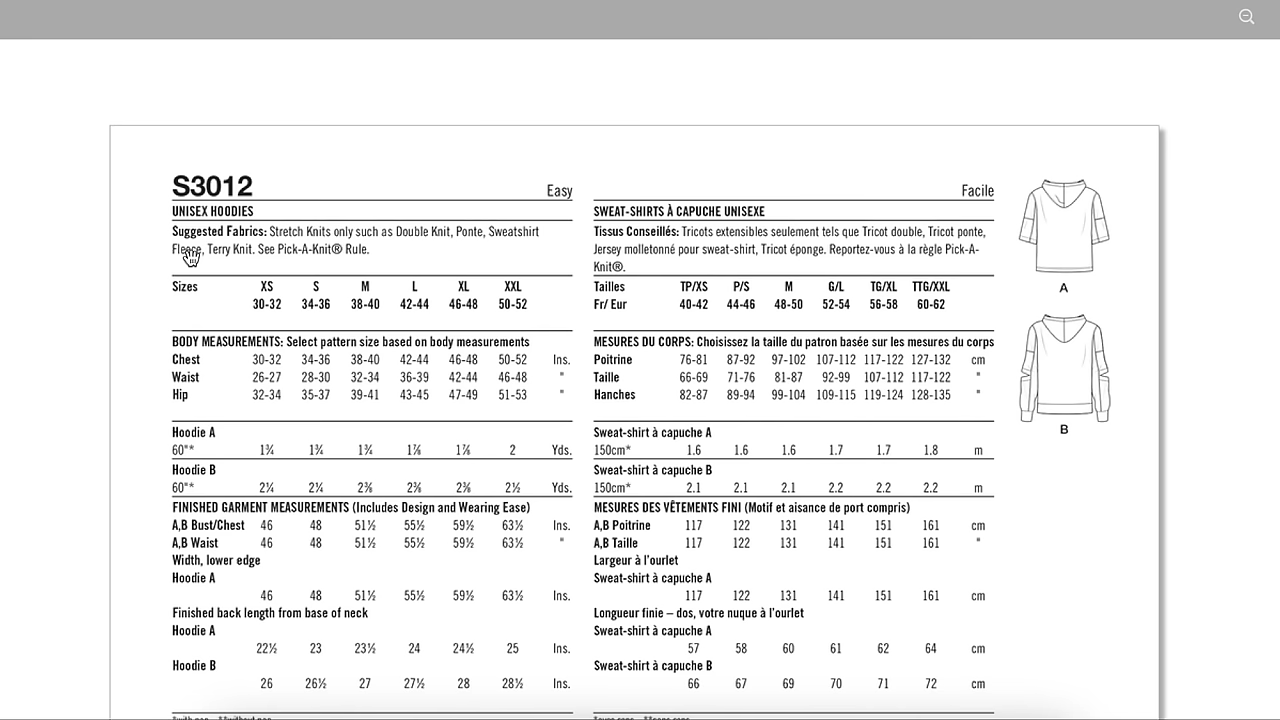 S3012 Easy
UNISEX HOODIES
Suggested Fabrics: Stretch Knits only such as Double Knit, Ponte, Sweatshirt
Fleece, Terry Knit. See Pick-A-Knit® Rule.
Sizes XS S M L XL XXL
30-32 34-36 38-40 42-44 46-48 50-52
BODY MEASUREMENTS: Select pattern size based on body measurements
Chest 30-32 34-36 38-40 42-44 46-48 50-52 Ins.
Waist 26-27 28-30 32-34 36-39 42-44 46-48 "
Hip 32-34 35-37 39-41 43-45 47-49 51-53 "
Hoodie A
60"* 1¾ 1¾ 1¾ 1⅞ 1⅞ 2 Yds.
Hoodie B
60"* 2¼ 2¼ 2⅜ 2⅜ 2⅜ 2½ Yds.
FINISHED GARMENT MEASUREMENTS (Includes Design and Wearing Ease)
A,B Bust/Chest 46 48 51½ 55½ 59½ 63½ Ins.
A,B Waist 46 48 51½ 55½ 59½ 63½ "
Width, lower edge
Hoodie A
46 48 51½ 55½ 59½ 63½ Ins.
Finished back length from base of neck
Hoodie A
22½ 23 23½ 24 24½ 25 Ins.
Hoodie B
26 26½ 27 27½ 28 28½ Ins.
Facile
SWEAT-SHIRTS À CAPUCHE UNISEXE
Tissus Conseillés: Tricots extensibles seulement tels que Tricot double, Tricot ponte,
Jersey molletonné pour sweat-shirt, Tricot éponge. Reportez-vous à la règle Pick-A-
Knit®.
Tailles TP/XS P/S M G/L TG/XL TTG/XXL
Fr/ Eur 40-42 44-46 48-50 52-54 56-58 60-62
MESURES DU CORPS: Choisissez la taille du patron basée sur les mesures du corps
Poitrine 76-81 87-92 97-102 107-112 117-122 127-132 cm
Taille 66-69 71-76 81-87 92-99 107-112 117-122 "
Hanches 82-87 89-94 99-104 109-115 119-124 128-135 "
Sweat-shirt à capuche A
150cm* 1.6 1.6 1.6 1.7 1.7 1.8 m
Sweat-shirt à capuche B
150cm* 2.1 2.1 2.1 2.2 2.2 2.2 m
MESURES DES VÊTEMENTS FINI (Motif et aisance de port compris)
A,B Poitrine 117 122 131 141 151 161 cm
A,B Taille 117 122 131 141 151 161 "
Largeur à l'ourlet
Sweat-shirt à capuche A
117 122 131 141 151 161 cm
Longueur finie – dos, votre nuque à l'ourlet
Sweat-shirt à capuche A
57 58 60 61 62 64 cm
Sweat-shirt à capuche B
66 67 69 70 71 72 cm
A
B